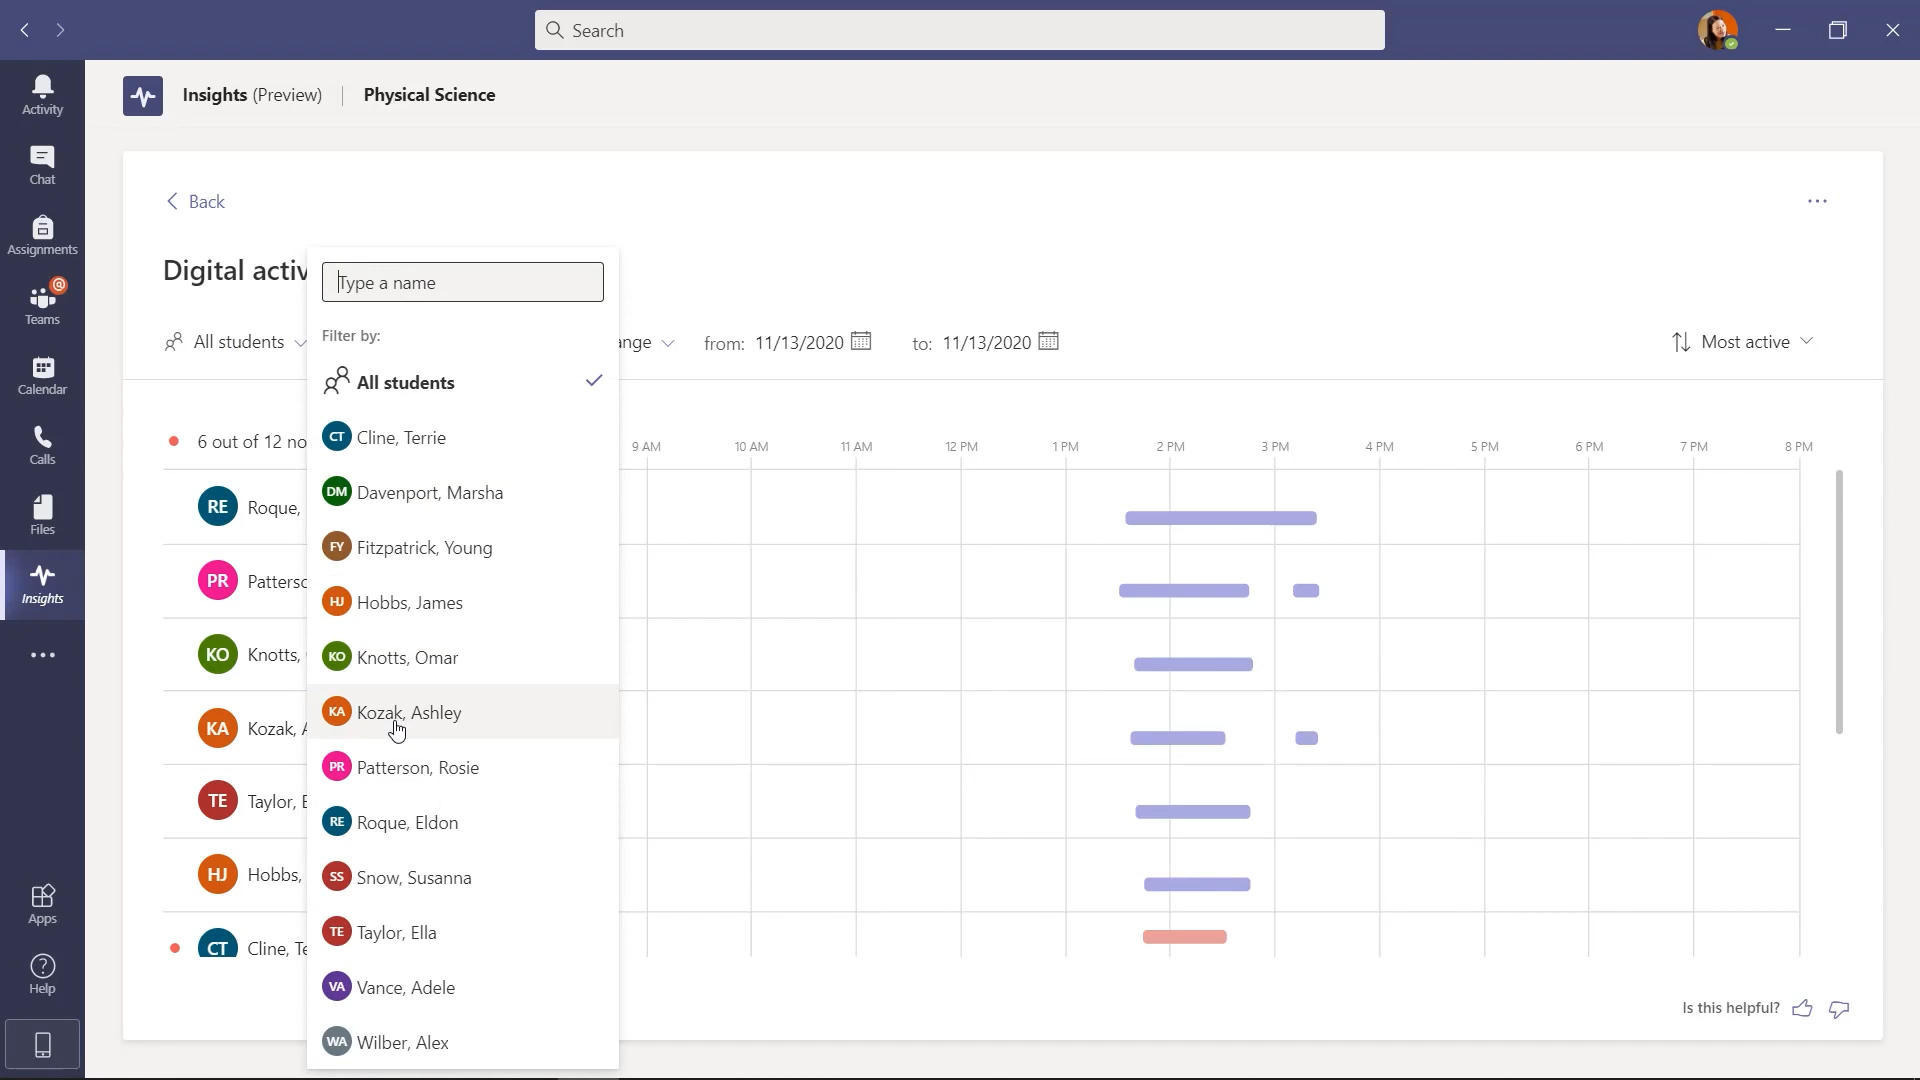 Search
Activity
Chat
Assignments
@
Teams
Calendar
Calls
Files
Insights
Apps
Help
Insights (Preview)
Physical Science
Back
Digital activ
All students
ange
from: 11/13/2020
to: 11/13/2020
Most active
6 out of 12 no
9 AM 10 AM 11 AM 12 PM 1 PM 2 PM 3 PM 4 PM 5 PM 6 PM 7 PM 8 PM
RE Roque,
PR Patterso
KO Knotts,
KA Kozak, A
TE Taylor, E
HJ Hobbs,
CT Cline, Te
Type a name
Filter by:
All students
CT Cline, Terrie
DM Davenport, Marsha
FY Fitzpatrick, Young
HJ Hobbs, James
KO Knotts, Omar
KA Kozak, Ashley
PR Patterson, Rosie
RE Roque, Eldon
SS Snow, Susanna
TE Taylor, Ella
VA Vance, Adele
WA Wilber, Alex
Is this helpful?